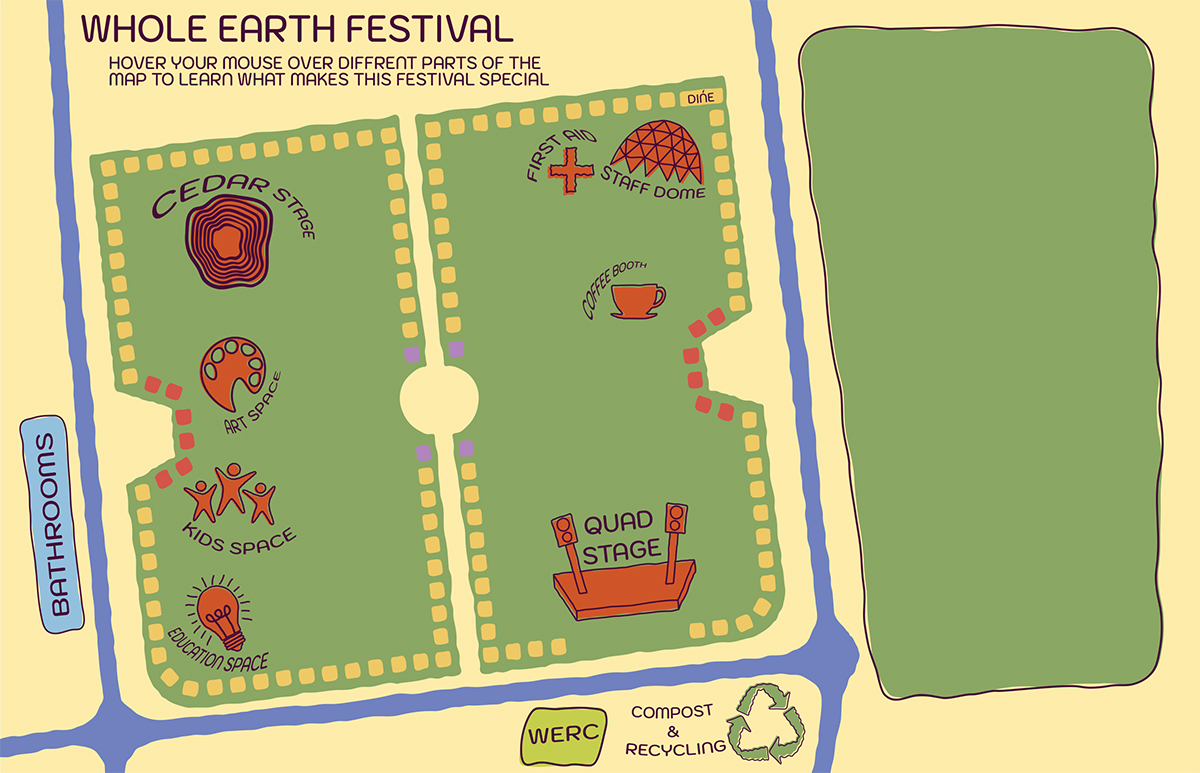 WHOLE EARTH FESTIVAL
HOVER YOUR MOUSE OVER DIFFRENT PARTS OF THE
MAP TO LEARN WHAT MAKES THIS FESTIVAL SPECIAL
DIŃE
FIRST AID
STAFF DOME
CEDAR STAGE
COFFEE BOOTH
ART SPACE
BATHROOMS
KIDS SPACE
QUAD
STAGE
EDUCATION SPACE
WERC
COMPOST
&
RECYCLING